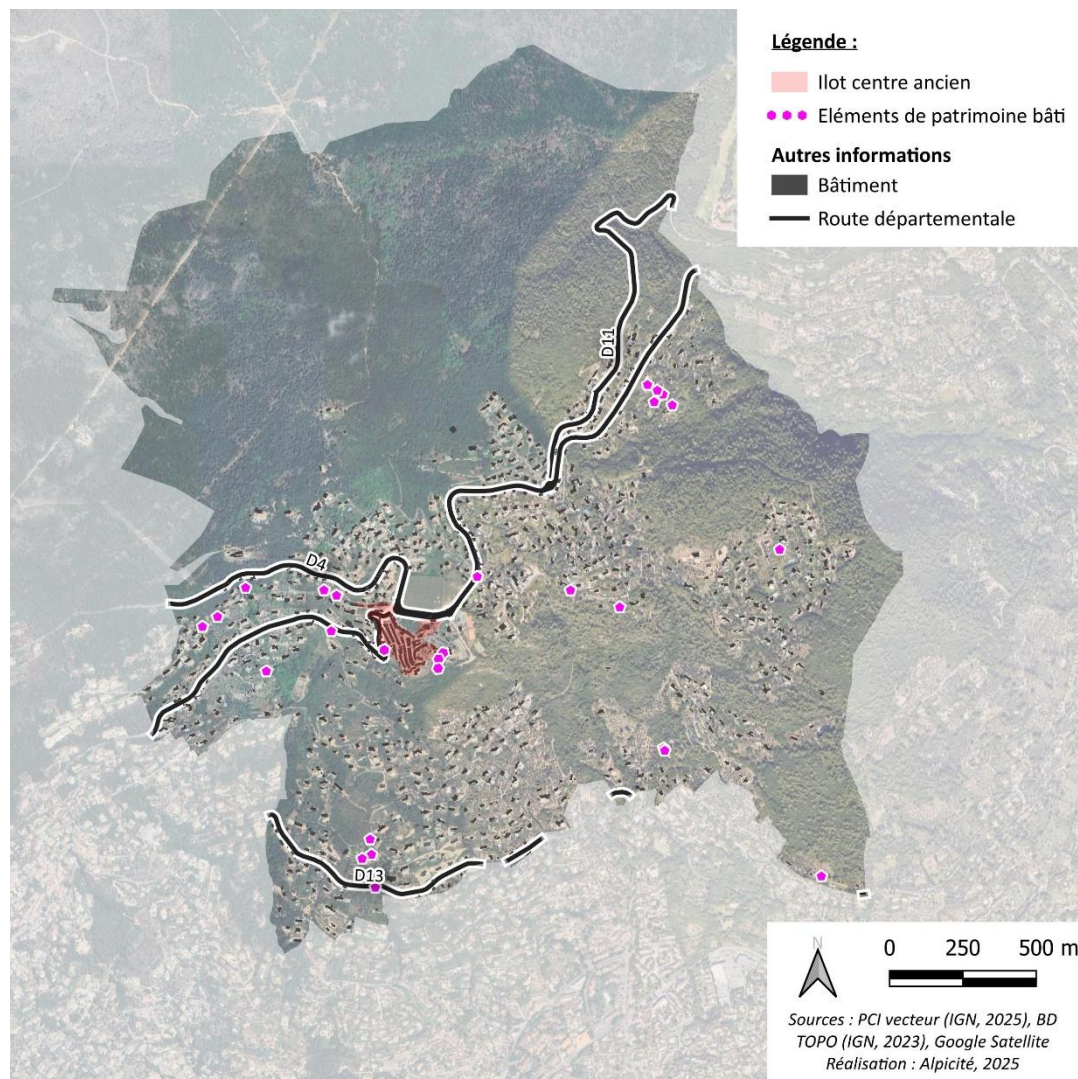 Légende :
Ilot centre ancien
Eléments de patrimoine bâti
Autres informations
Bâtiment
Route départementale
D11
D4
D13
N
0 250 500 m
Sources : PCI vecteur (IGN, 2025), BD
TOPO (IGN, 2023), Google Satellite
Réalisation : Alpicité, 2025